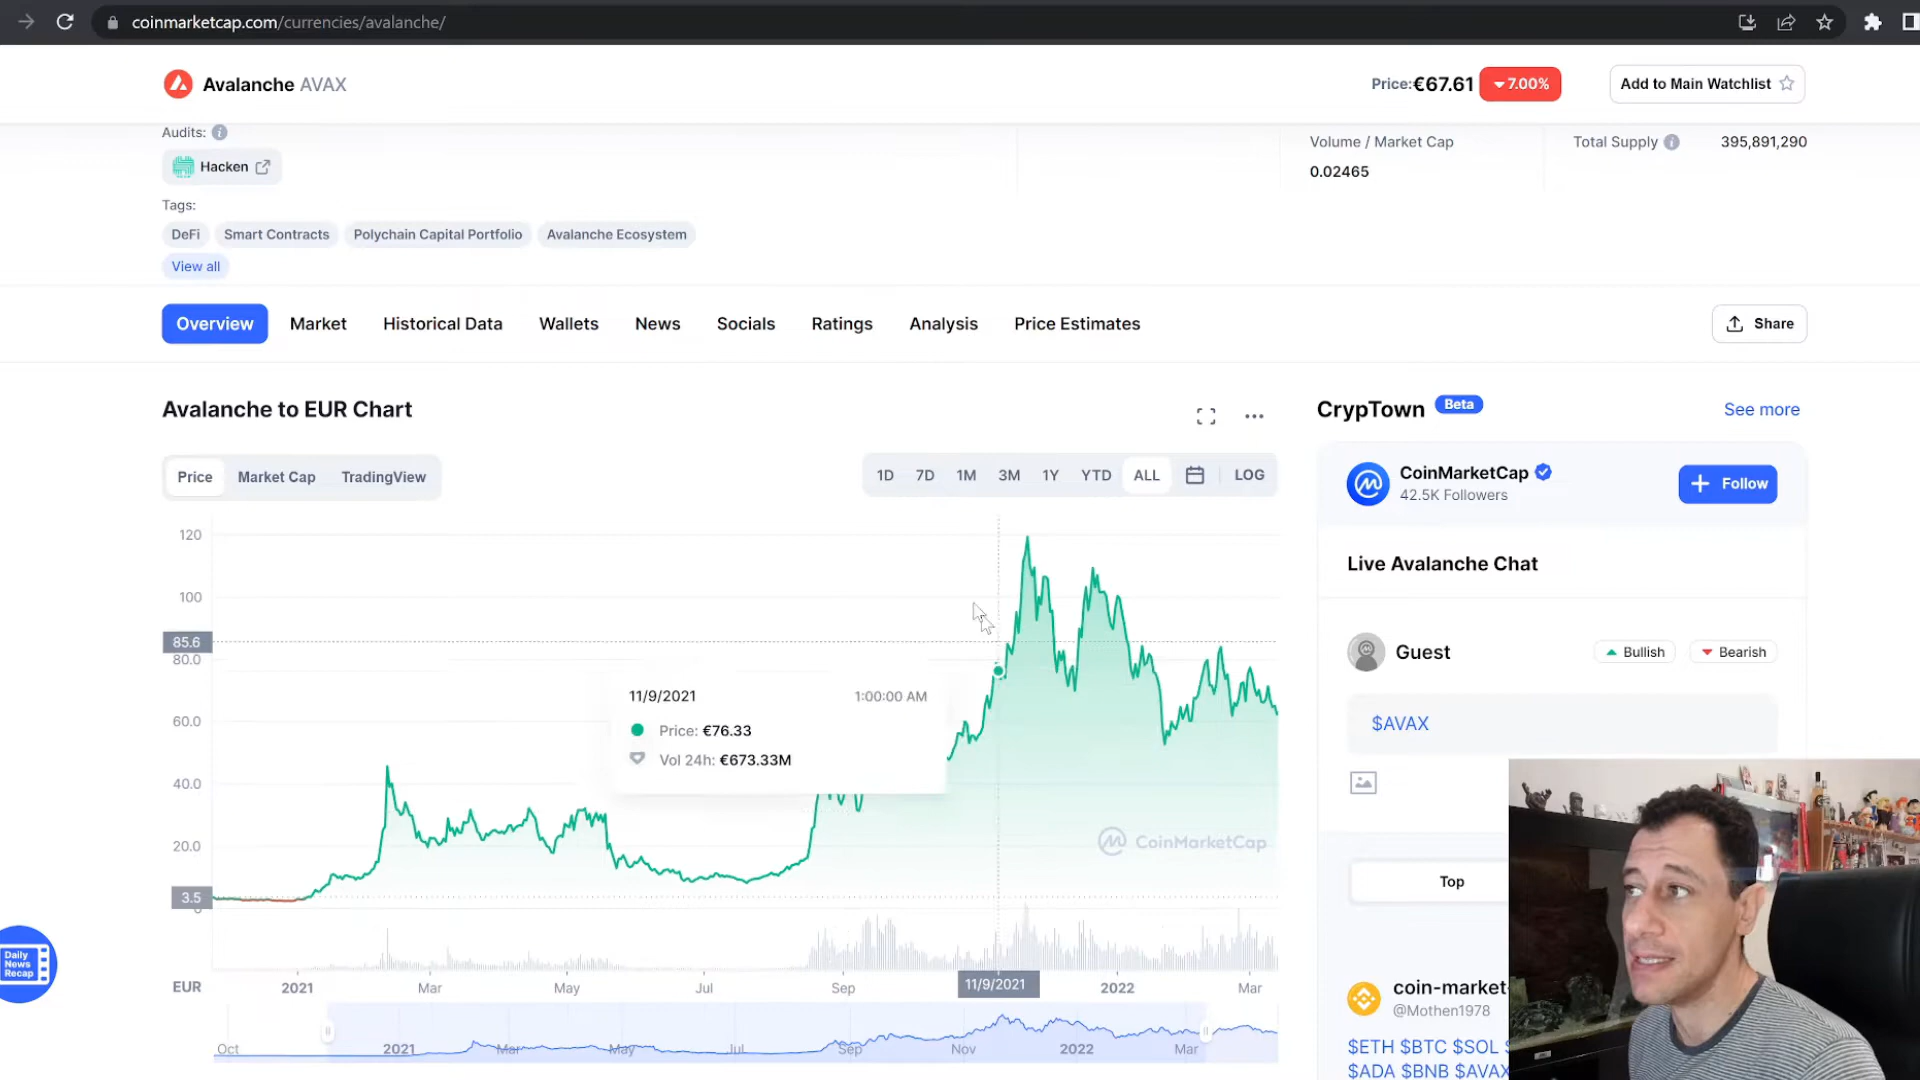 coinmarketcap.com/currencies/avalanche/
Avalanche AVAX
Price:€67.61 7.00%
Add to Main Watchlist
Audits:
Hacken
Volume / Market Cap
0.02465
Total Supply 395,891,290
Tags:
DeFi Smart Contracts Polychain Capital Portfolio Avalanche Ecosystem
View all
Overview Market Historical Data Wallets News Socials Ratings Analysis Price Estimates
Share
Avalanche to EUR Chart
Price Market Cap TradingView
1D 7D 1M 3M 1Y YTD ALL LOG
120
100
85.6
80.0
60.0
40.0
20.0
3.5
0
11/9/2021 1:00:00 AM
Price: €76.33
Vol 24h: €673.33M
CoinMarketCap
EUR 2021 Mar May Jul Sep 11/9/2021 2022 Mar
Oct 2021 Mar May Jul Sep Nov 2022 Mar
Daily
News
Recap
CrypTown Beta
See more
CoinMarketCap
42.5K Followers
Follow
Live Avalanche Chat
Guest
Bullish Bearish
$AVAX
Top
coin-market-
@Mothen1978
$ETH $BTC $SOL
$ADA $BNB $AVAX